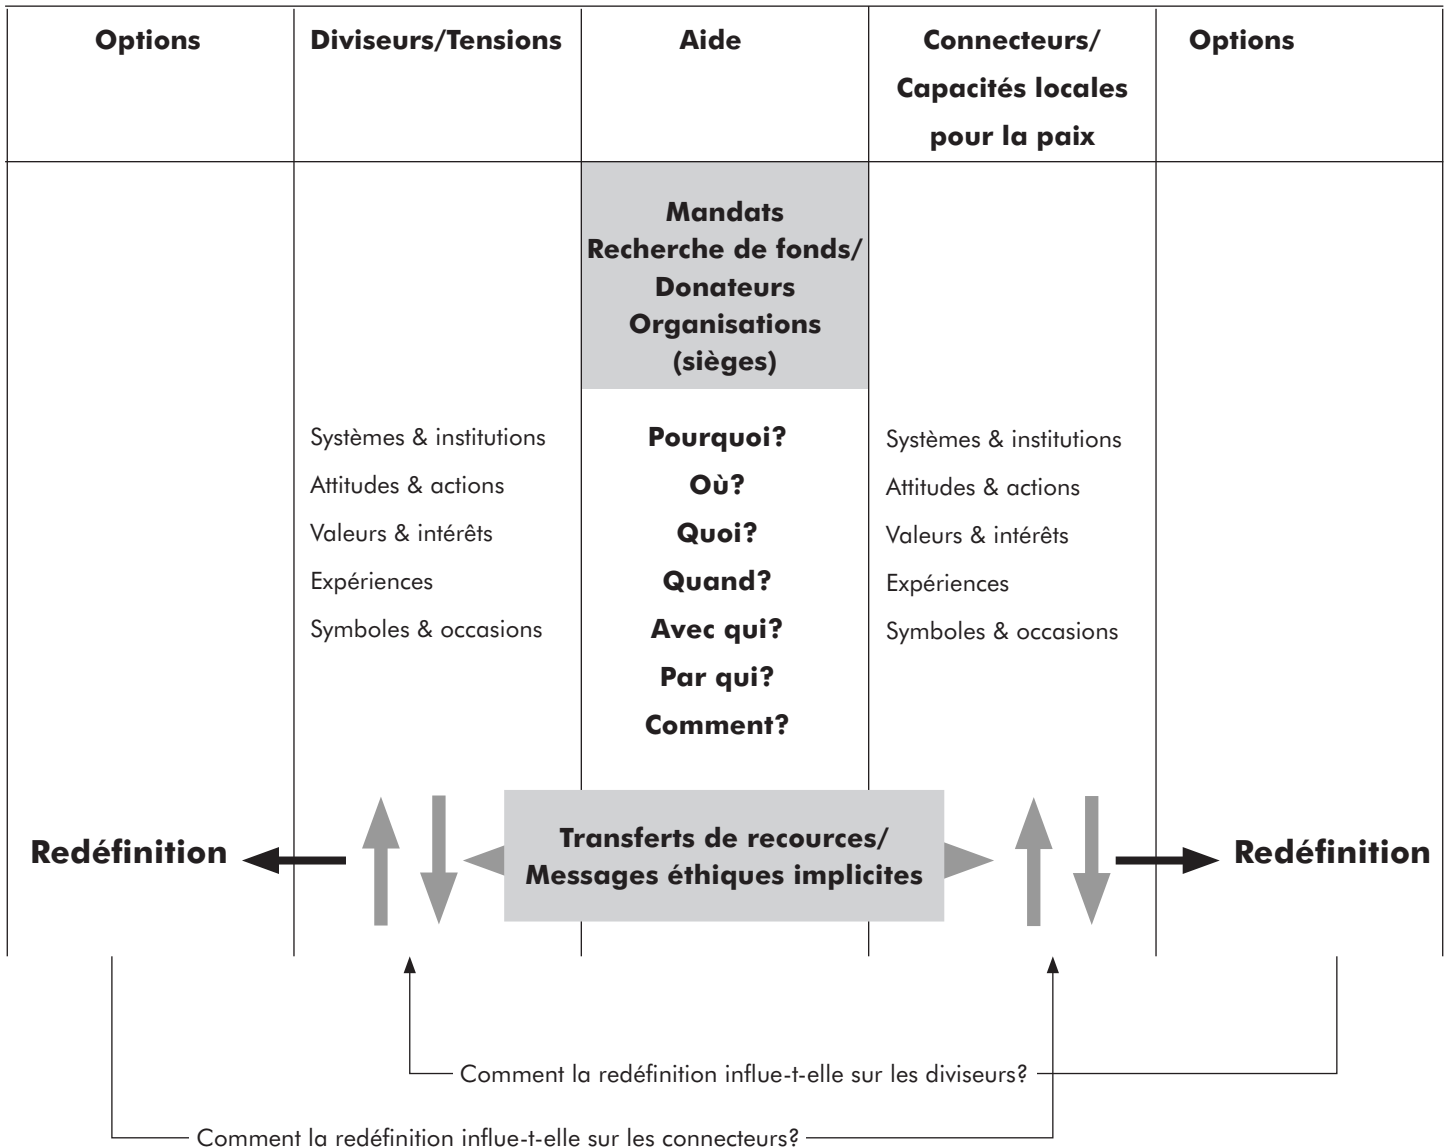 Options
Diviseurs/Tensions
Aide
Connecteurs/
Capacités locales
pour la paix
Options
Mandats
Recherche de fonds/
Donateurs
Organisations
(sièges)
Systèmes & institutions
Attitudes & actions
Valeurs & intérêts
Expériences
Symboles & occasions
Pourquoi?
Où?
Quoi?
Quand?
Avec qui?
Par qui?
Comment?
Systèmes & institutions
Attitudes & actions
Valeurs & intérêts
Expériences
Symboles & occasions
Redéfinition
Transferts de recources/
Messages éthiques implicites
Redéfinition
Comment la redéfinition influe-t-elle sur les diviseurs?
Comment la redéfinition influe-t-elle sur les connecteurs?